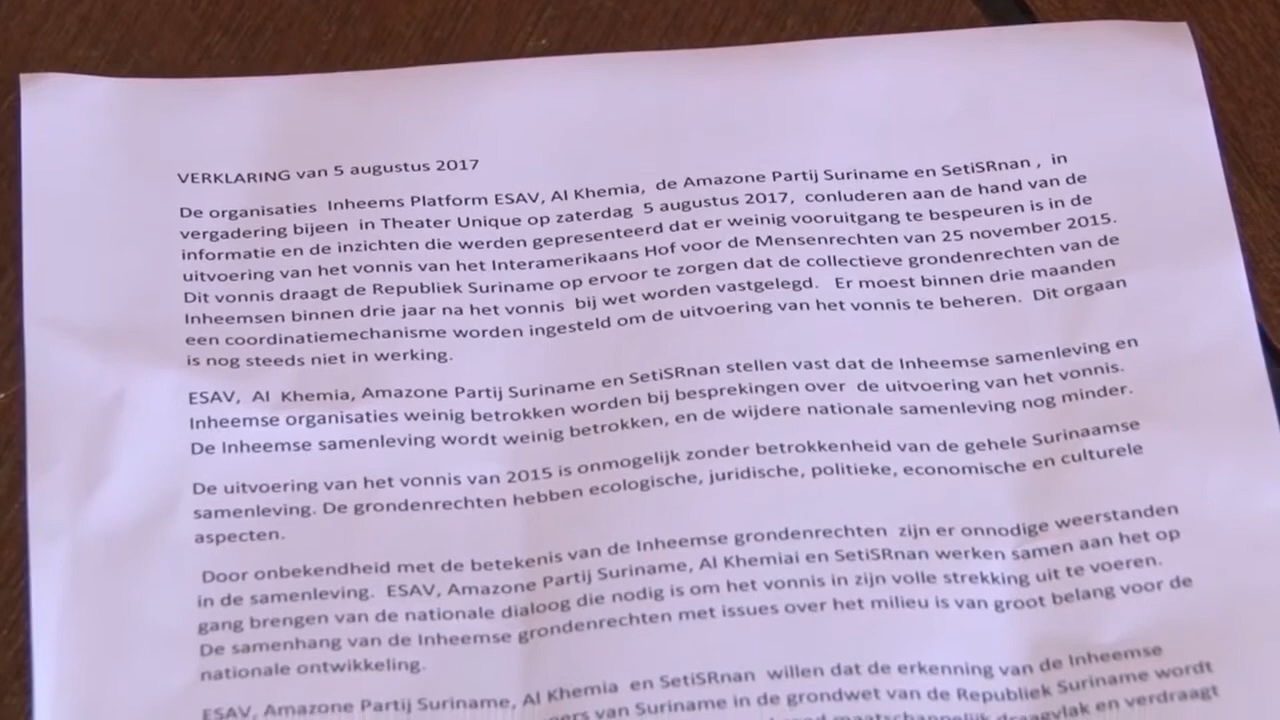 VERKLARING van 5 augustus 2017
De organisaties Inheems Platform ESAV, Al Khemia, de Amazone Partij Suriname en SetiSRnan , in
vergadering bijeen in Theater Unique op zaterdag 5 augustus 2017, conluderen aan de hand van de
informatie en de inzichten die werden gepresenteerd dat er weinig vooruitgang te bespeuren is in de
uitvoering van het vonnis van het Interamerikaans Hof voor de Mensenrechten van 25 november 2015.
Dit vonnis draagt de Republiek Suriname op ervoor te zorgen dat de collectieve grondenrechten van de
Inheemsen binnen drie jaar na het vonnis bij wet worden vastgelegd. Er moest binnen drie maanden
een coordinatiemechanisme worden ingesteld om de uitvoering van het vonnis te beheren. Dit orgaan
is nog steeds niet in werking.
ESAV, Al Khemia, Amazone Partij Suriname en SetiSRnan stellen vast dat de Inheemse samenleving en
Inheemse organisaties weinig betrokken worden bij besprekingen over de uitvoering van het vonnis.
De Inheemse samenleving wordt weinig betrokken, en de wijdere nationale samenleving nog minder.
De uitvoering van het vonnis van 2015 is onmogelijk zonder betrokkenheid van de gehele Surinaamse
samenleving. De grondenrechten hebben ecologische, juridische, politieke, economische en culturele
aspecten.
Door onbekendheid met de betekenis van de Inheemse grondenrechten zijn er onnodige weerstanden
in de samenleving. ESAV, Amazone Partij Suriname, Al Khemiai en SetiSRnan werken samen aan het op
gang brengen van de nationale dialoog die nodig is om het vonnis in zijn volle strekking uit te voeren.
De samenhang van de Inheemse grondenrechten met issues over het milieu is van groot belang voor de
nationale ontwikkeling.
ESAV, Amazone Partij Suriname, Al Khemia en SetiSRnan willen dat de erkenning van de Inheemse
van Suriname in de grondwet van de Republiek Suriname wordt
maatschappelijk draagvlak en verdraagt